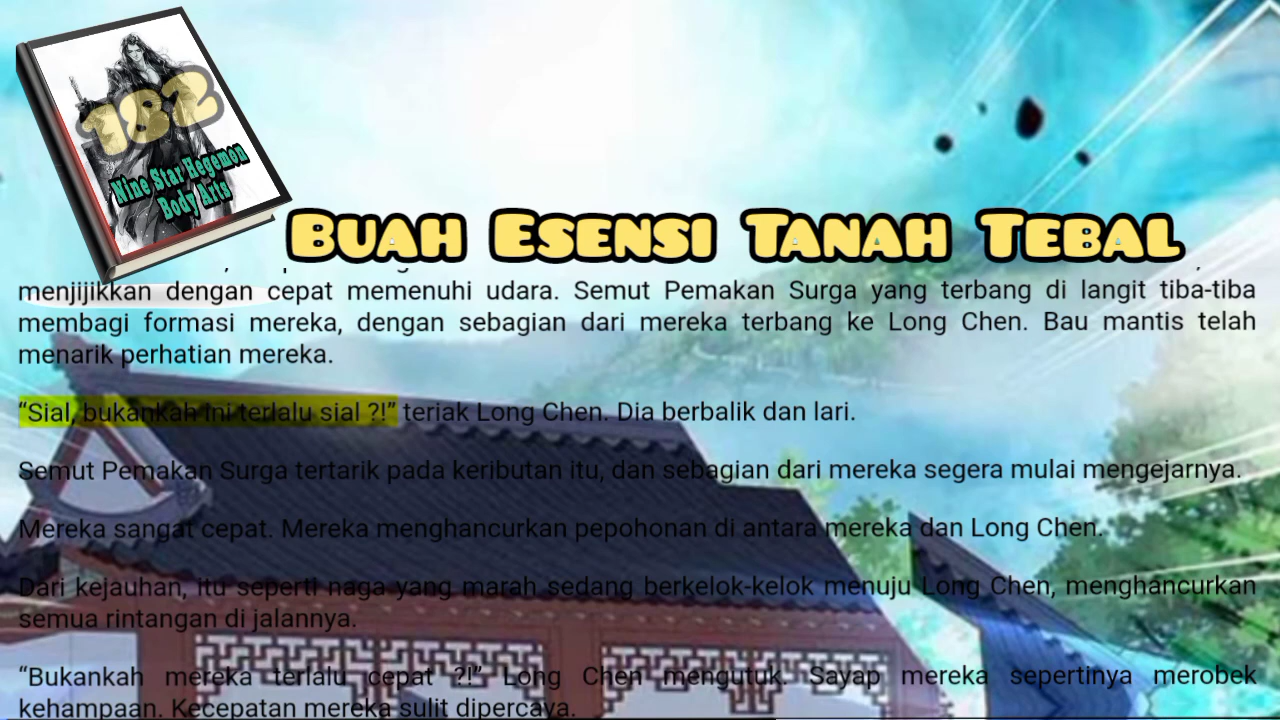 182
Nine Star Hegemon
Body Arts
Buah Esensi Tanah Tebal
menjijikkan dengan cepat memenuhi udara. Semut Pemakan Surga yang terbang di langit tiba-tiba
membagi formasi mereka, dengan sebagian dari mereka terbang ke Long Chen. Bau mantis telah
menarik perhatian mereka.
“Sial, bukankah ini terlalu sial ?!” teriak Long Chen. Dia berbalik dan lari.
Semut Pemakan Surga tertarik pada keributan itu, dan sebagian dari mereka segera mulai mengejarnya.
Mereka sangat cepat. Mereka menghancurkan pepohonan di antara mereka dan Long Chen.
Dari kejauhan, itu seperti naga yang marah sedang berkelok-kelok menuju Long Chen, menghancurkan
semua rintangan di jalannya.
“Bukankah mereka terlalu cepat ?!” Long Chen mengutuk. Sayap mereka sepertinya merobek
kehampaan. Kecepatan mereka sulit dipercaya.